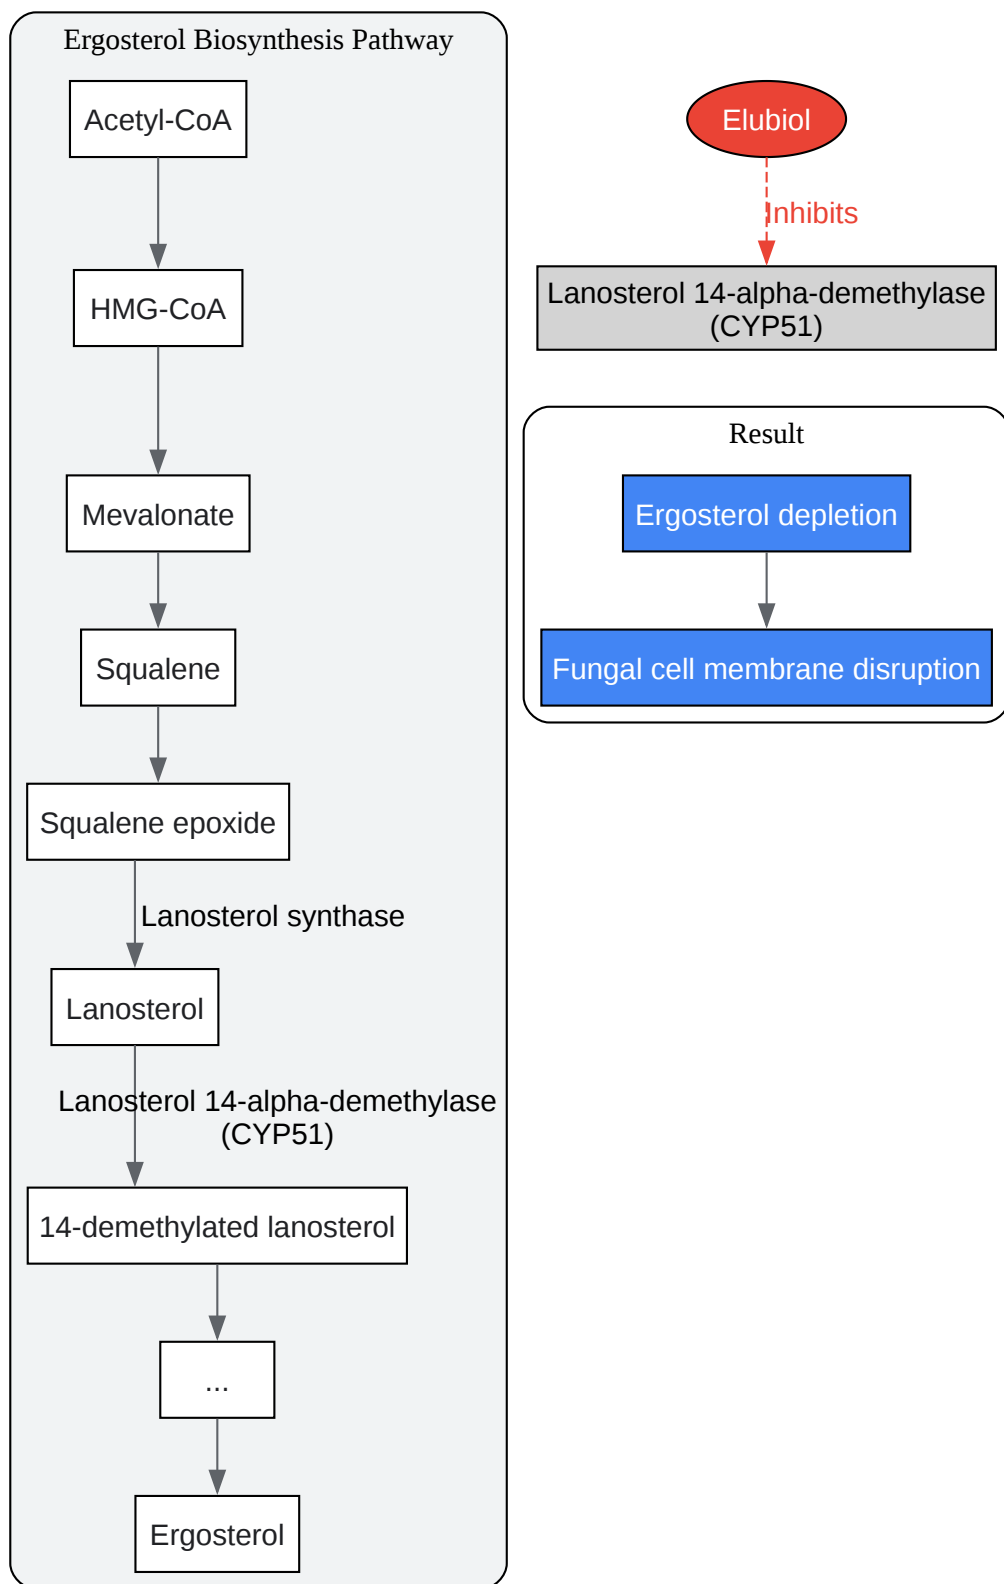 Ergosterol Biosynthesis Pathway
Acetyl-CoA
HMG-CoA
Mevalonate
Squalene
Squalene epoxide
Lanosterol synthase
Lanosterol
Lanosterol 14-alpha-demethylase
(CYP51)
14-demethylated lanosterol
...
Ergosterol
Elubiol
Inhibits
Lanosterol 14-alpha-demethylase
(CYP51)
Result
Ergosterol depletion
Fungal cell membrane disruption